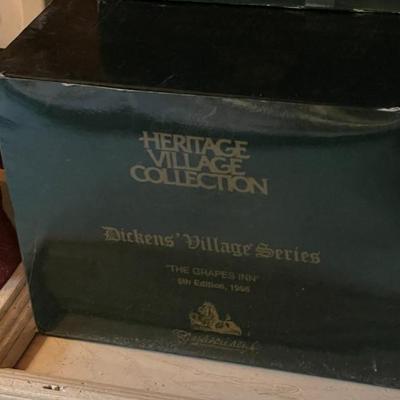 HERITAGE
VILLAGE
COLLECTION
Dickens' Village Series
"THE GRAPES INN"
5th Edition, 1996